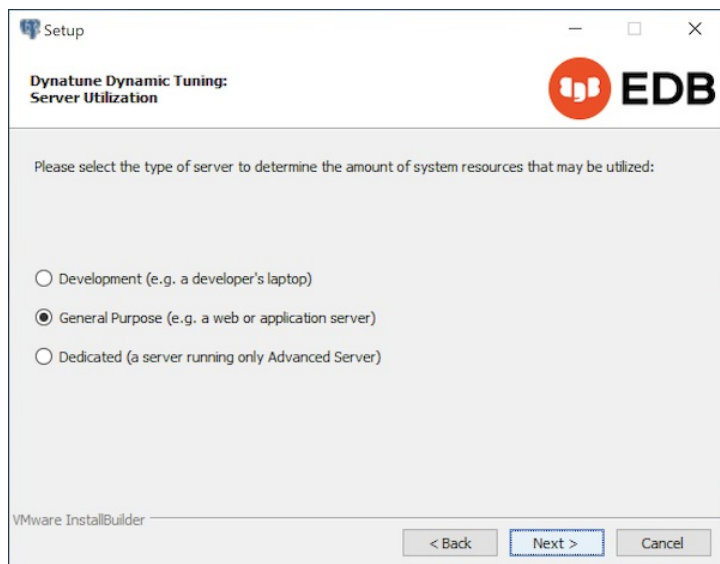 Setup
Dynatune Dynamic Tuning:
Server Utilization
EDB
Please select the type of server to determine the amount of system resources that may be utilized:
Development (e.g. a developer's laptop)
General Purpose (e.g. a web or application server)
Dedicated (a server running only Advanced Server)
VMware InstallBuilder
< Back
Next >
Cancel